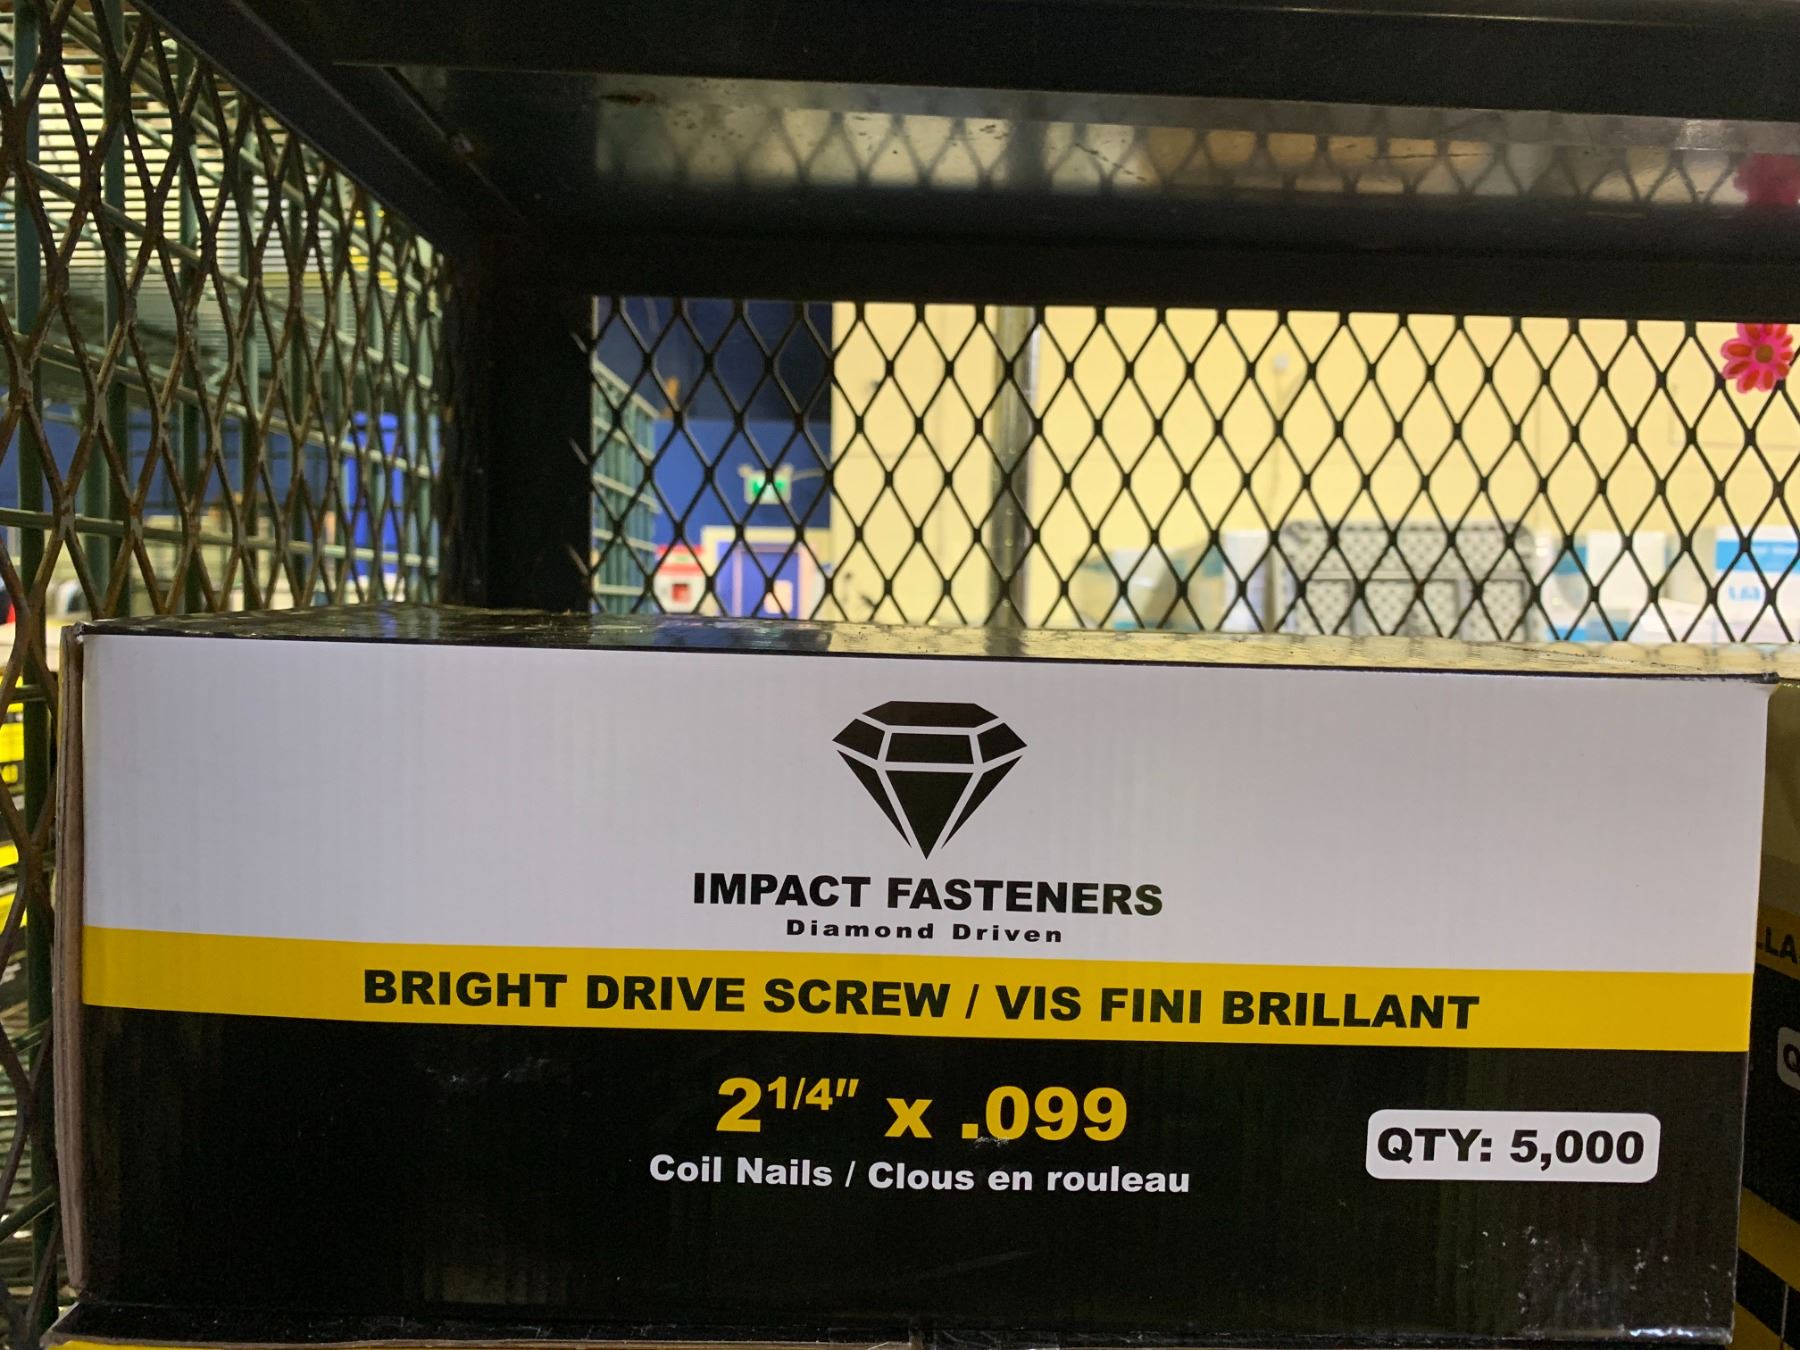 IMPACT FASTENERS
Diamond Driven
BRIGHT DRIVE SCREW / VIS FINI BRILLANT
2 1/4" x .099
Coil Nails / Clous en rouleau
QTY: 5,000